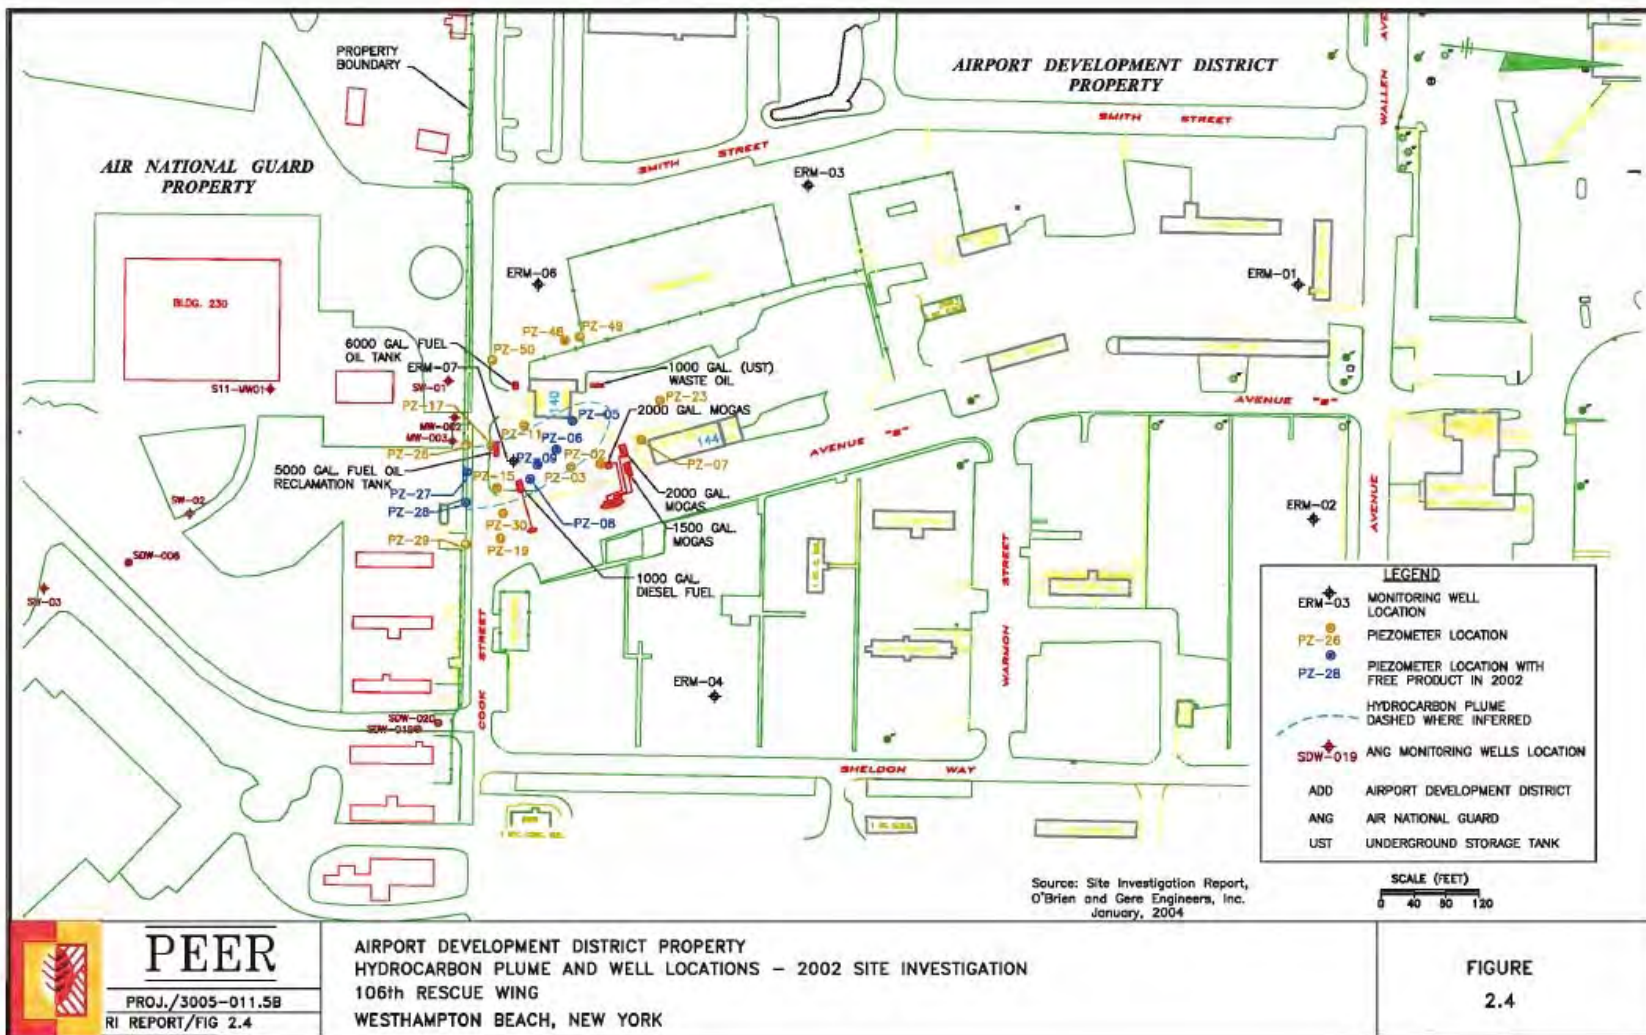 PROPERTY
BOUNDARY
AIRPORT DEVELOPMENT DISTRICT
PROPERTY
WALLEN AVE
SMITH STREET
SMITH STREET
AIR NATIONAL GUARD
PROPERTY
ERM-03
ERM-06
ERM-01
BLDG. 230
PZ-46
PZ-49
6000 GAL. FUEL
OIL TANK
PZ-50
ERM-07
1000 GAL. (UST)
WASTE OIL
S11-MW01
SW-01
140
PZ-23
AVENUE "B"
PZ-17
PZ-05
2000 GAL. MOGAS
MW-002
MW-003
PZ-11
PZ-06
144
AVENUE "B"
PZ-26
PZ-09
PZ-02
PZ-07
5000 GAL. FUEL OIL
RECLAMATION TANK
PZ-15
PZ-03
PZ-27
2000 GAL.
MOGAS
SW-02
PZ-28
PZ-08
ERM-02
AVENUE
PZ-30
1500 GAL.
MOGAS
PZ-29
PZ-19
SDW-006
1000 GAL.
DIESEL FUEL
SW-03
COOK STREET
WARMON STREET
ERM-04
SDW-020
SDW-019
SHELDON WAY
LEGEND
ERM-03 MONITORING WELL
LOCATION
PZ-26 PIEZOMETER LOCATION
PZ-28 PIEZOMETER LOCATION WITH
FREE PRODUCT IN 2002
HYDROCARBON PLUME
DASHED WHERE INFERRED
SDW-019 ANG MONITORING WELLS LOCATION
ADD AIRPORT DEVELOPMENT DISTRICT
ANG AIR NATIONAL GUARD
UST UNDERGROUND STORAGE TANK
SCALE (FEET)
0 40 80 120
Source: Site Investigation Report,
O'Brien and Gere Engineers, Inc.
January, 2004
PEER
PROJ./3005-011.5B
RI REPORT/FIG 2.4
AIRPORT DEVELOPMENT DISTRICT PROPERTY
HYDROCARBON PLUME AND WELL LOCATIONS - 2002 SITE INVESTIGATION
106th RESCUE WING
WESTHAMPTON BEACH, NEW YORK
FIGURE
2.4